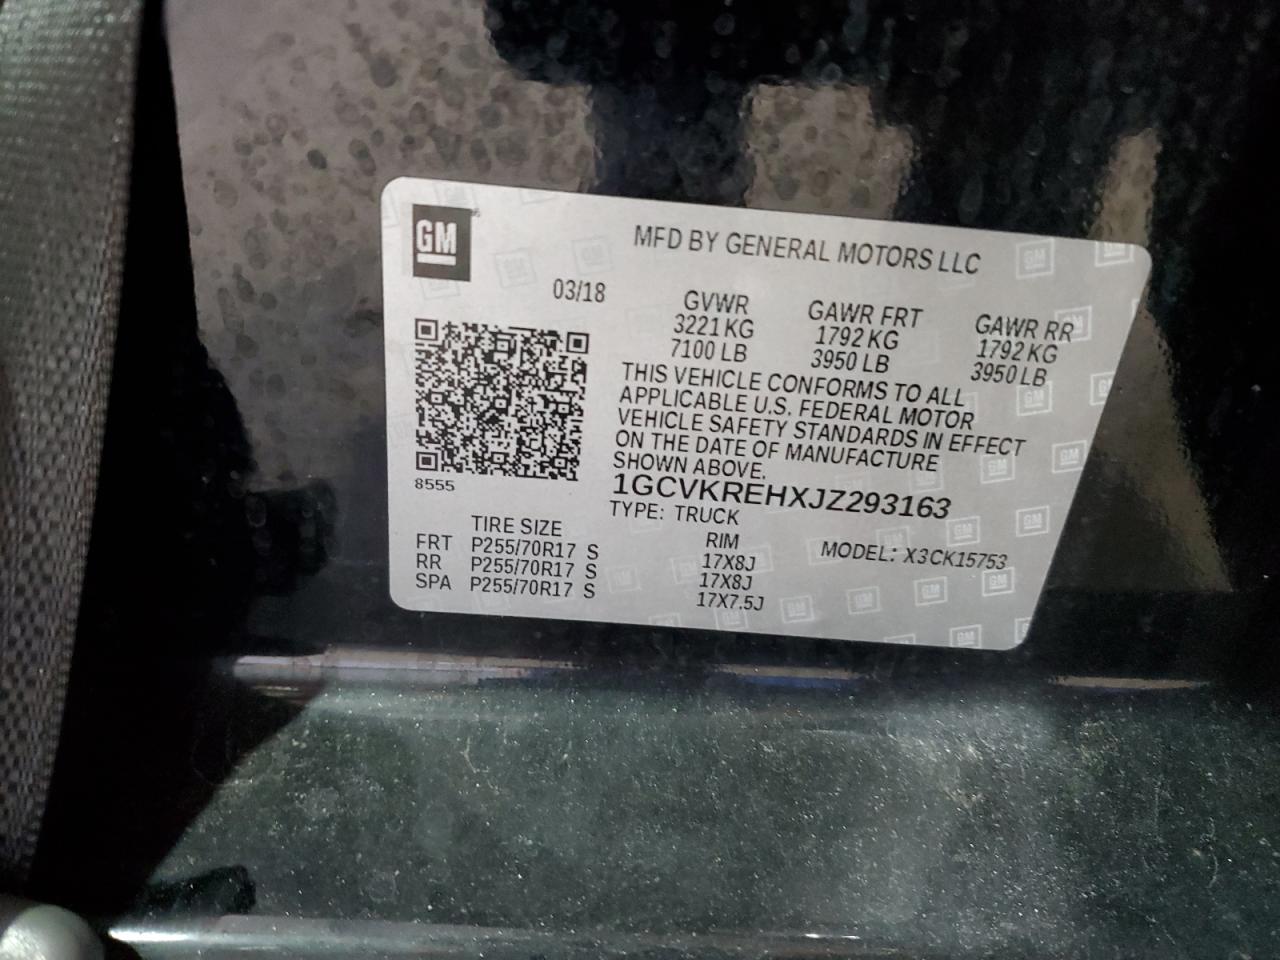 GM
MFD BY GENERAL MOTORS LLC
03/18
GVWR GAWR FRT GAWR RR
3221 KG 1792 KG 1792 KG
7100 LB 3950 LB 3950 LB
THIS VEHICLE CONFORMS TO ALL
APPLICABLE U.S. FEDERAL MOTOR
VEHICLE SAFETY STANDARDS IN EFFECT
ON THE DATE OF MANUFACTURE
SHOWN ABOVE.
8555
1GCVKREHXJZ293163
TYPE: TRUCK
TIRE SIZE RIM
FRT P255/70R17 S 17X8J
RR P255/70R17 S 17X8J
SPA P255/70R17 S 17X7.5J
MODEL: X3CK15753